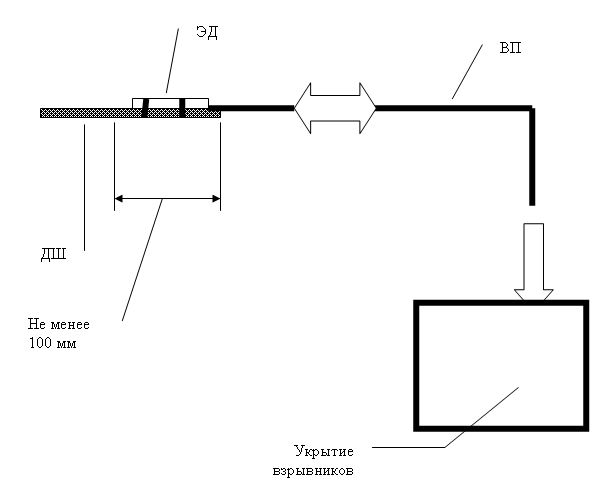 ЭД
ВП
ДШ
Не менее
100 мм
Укрытие
взрывников